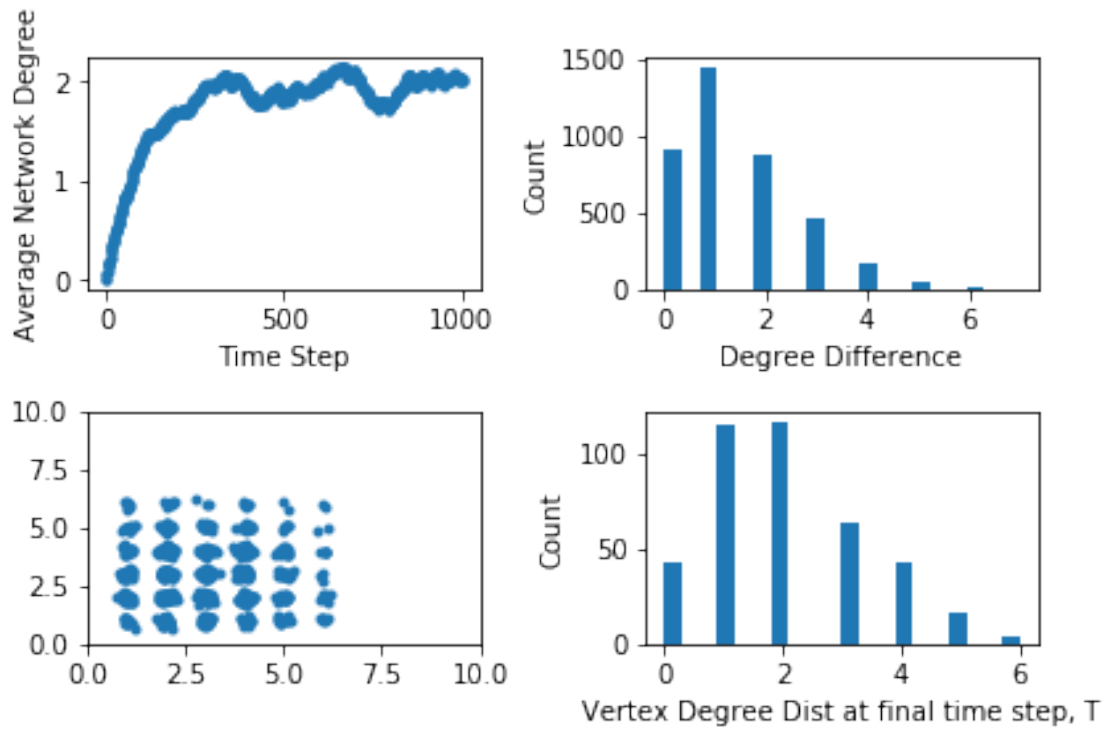 Average Network Degree
2
1
0
0 500 1000
Time Step
Count
1500
1000
500
0
0 2 4 6
Degree Difference
10.0
7.5
5.0
2.5
0.0
0.0 2.5 5.0 7.5 10.0
Count
100
50
0
0 2 4 6
Vertex Degree Dist at final time step, T